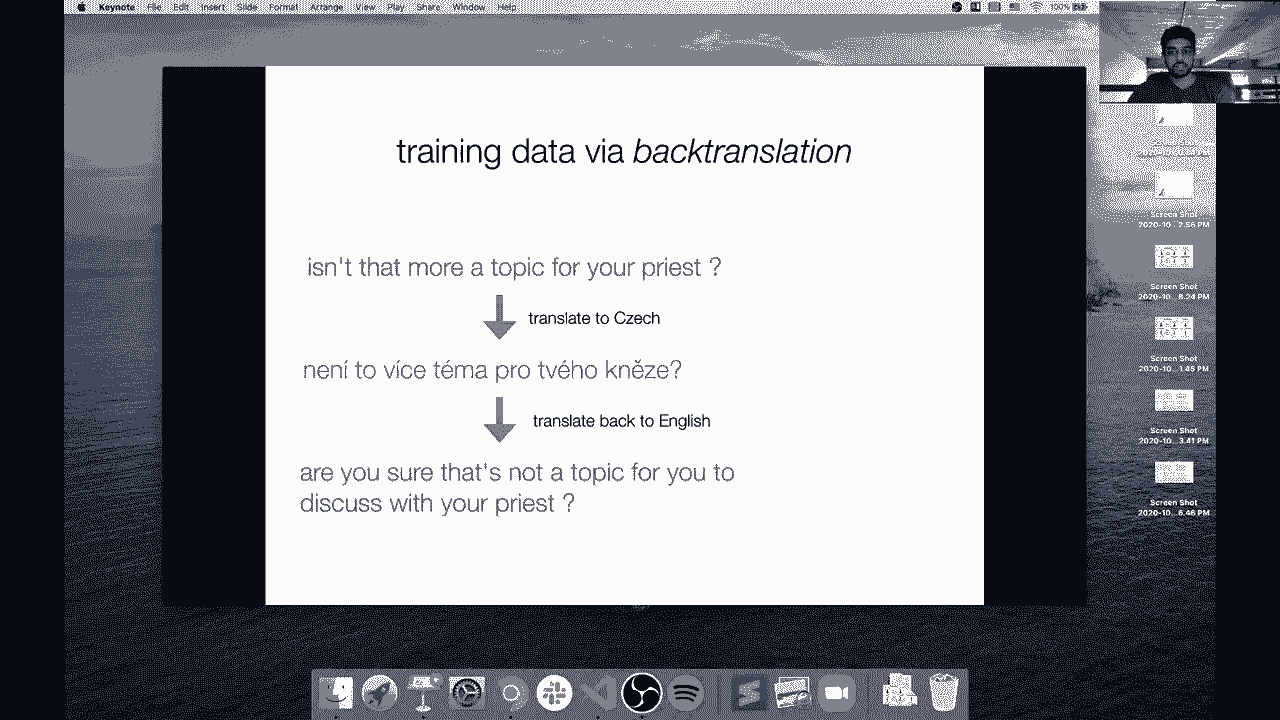 Keynote File Edit Insert Slide Format Arrange View Play Share Window Help
100%
training data via backtranslation
isn't that more a topic for your priest ?
translate to Czech
není to více téma pro tvého kněze?
translate back to English
are you sure that's not a topic for you to
discuss with your priest ?
Screen Shot
2020-10...2.56 PM
Screen Shot
2020-10...8.24 PM
Screen Shot
2020-10...1.45 PM
Screen Shot
2020-10...3.41 PM
Screen Shot
2020-10...6.46 PM